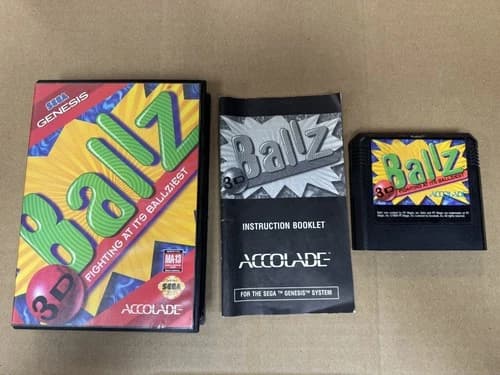 SEGA
GENESIS
Ballz
3D
FIGHTING AT ITS BALLZIEST
MA-13
SEGA
ACCOLADE
Ballz
3D
INSTRUCTION BOOKLET
ACCOLADE™
FOR THE SEGA™ GENESIS™ SYSTEM
Ballz
3D
FIGHTING AT ITS BALLZIEST